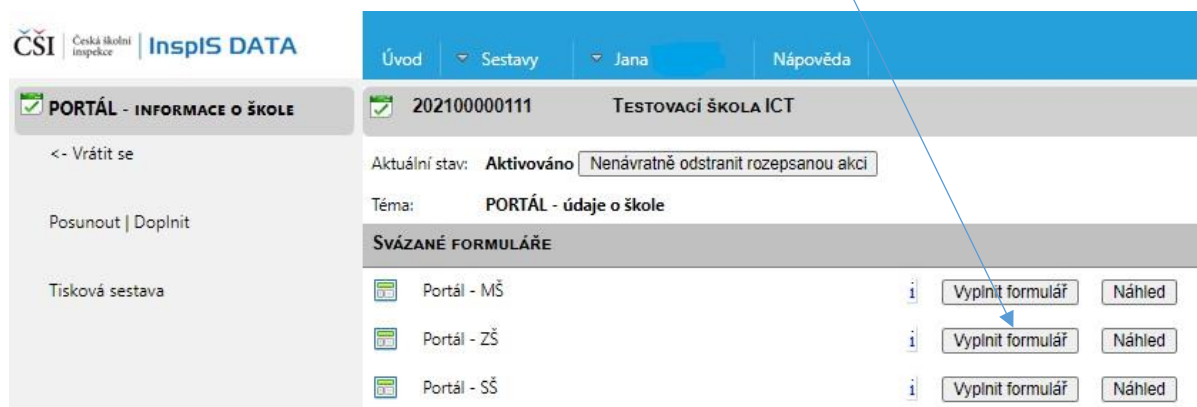 ČŠI Česká školní inspekce InspIS DATA
Úvod Sestavy Jana Nápověda
PORTÁL - INFORMACE O ŠKOLE
202100000111 TESTOVACÍ ŠKOLA ICT
<- Vrátit se
Aktuální stav: Aktivováno Nenávratně odstranit rozepsanou akci
Téma: PORTÁL - údaje o škole
Posunout | Doplnit
SVÁZANÉ FORMULÁŘE
Tisková sestava
Portál - MŠ i Vyplnit formulář Náhled
Portál - ZŠ i Vyplnit formulář Náhled
Portál - SŠ i Vyplnit formulář Náhled